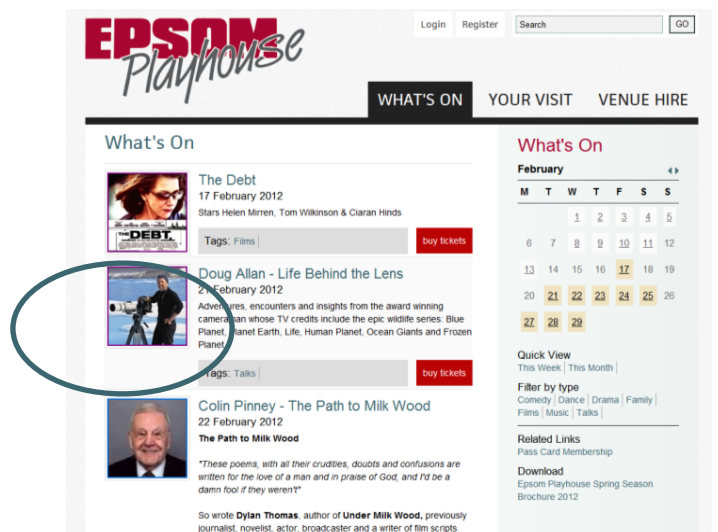 EPSOM
Playhouse
Login Register Search GO
WHAT'S ON YOUR VISIT VENUE HIRE
What's On
The Debt
17 February 2012
Stars Helen Mirren, Tom Wilkinson & Ciaran Hinds
THE DEBT
Tags: Films
buy tickets
Doug Allan - Life Behind the Lens
21 February 2012
Adventures, encounters and insights from the award winning
cameraman whose TV credits include the epic wildlife series: Blue
Planet, Planet Earth, Life, Human Planet, Ocean Giants and Frozen
Planet
Tags: Talks
buy tickets
Colin Pinney - The Path to Milk Wood
22 February 2012
The Path to Milk Wood
"These poems, with all their crudities, doubts and confusions are
written for the love of a man and in praise of God, and I'd be a
damn fool if they weren't"
So wrote Dylan Thomas, author of Under Milk Wood, previously
journalist, novelist, actor, broadcaster and a writer of film scripts.
What's On
February
M T W T F S S
1 2 3 4 5
6 7 8 9 10 11 12
13 14 15 16 17 18 19
20 21 22 23 24 25 26
27 28 29
Quick View
This Week | This Month |
Filter by type
Comedy | Dance | Drama | Family |
Films | Music | Talks |
Related Links
Pass Card Membership
Download
Epsom Playhouse Spring Season
Brochure 2012